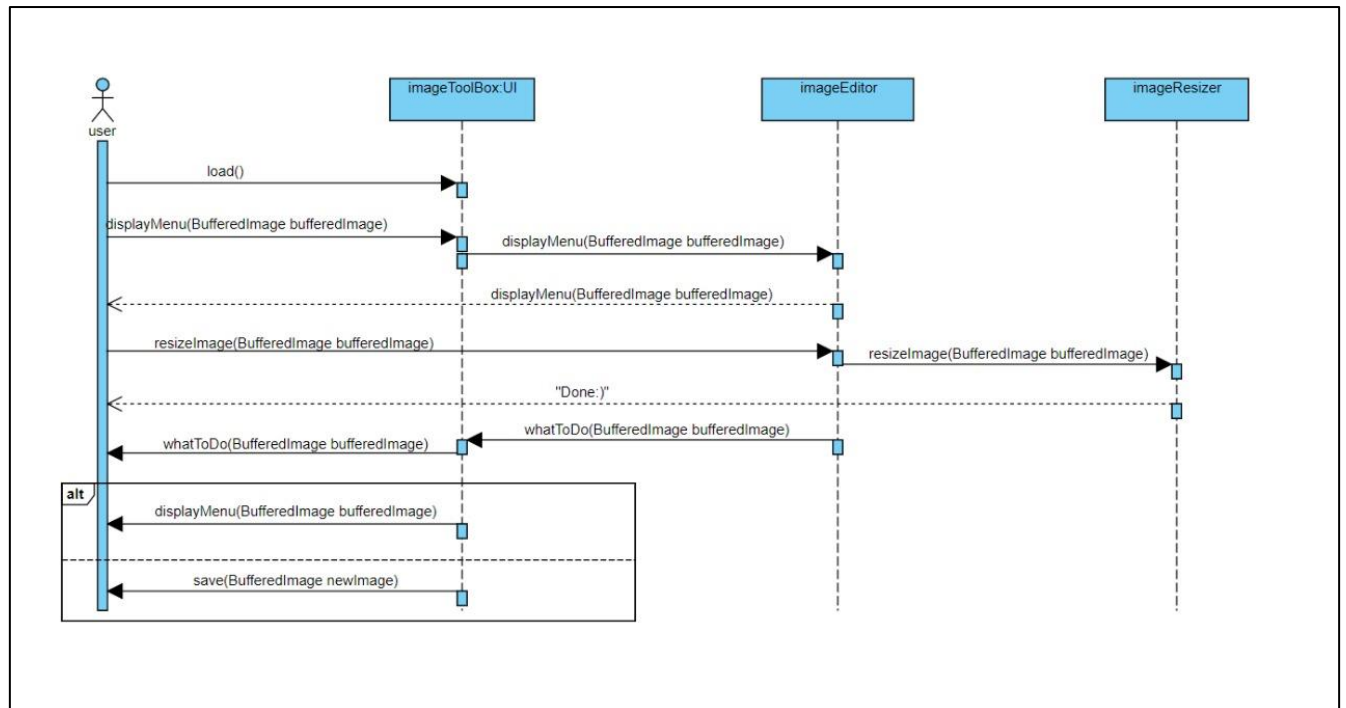 imageToolBox:UI
imageEditor
imageResizer
user
load()
displayMenu(BufferedImage bufferedImage)
displayMenu(BufferedImage bufferedImage)
displayMenu(BufferedImage bufferedImage)
resizeImage(BufferedImage bufferedImage)
resizeImage(BufferedImage bufferedImage)
"Done:)"
whatToDo(BufferedImage bufferedImage)
whatToDo(BufferedImage bufferedImage)
alt
displayMenu(BufferedImage bufferedImage)
save(BufferedImage newImage)